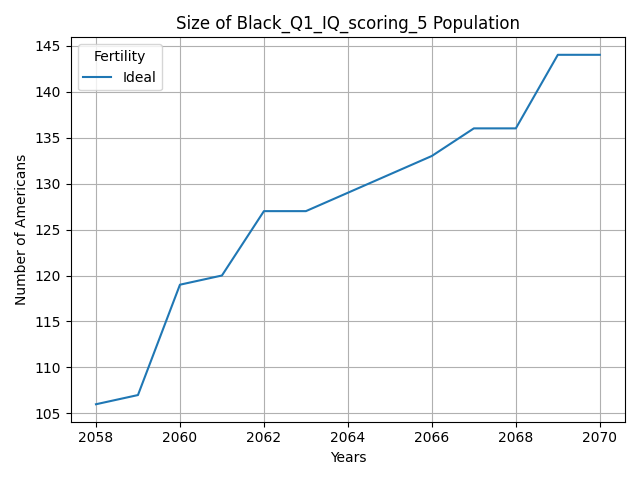 Size of Black_Q1_IQ_scoring_5 Population
Fertility
Ideal
Number of Americans
145
140
135
130
125
120
115
110
105
2058 2060 2062 2064 2066 2068 2070
Years